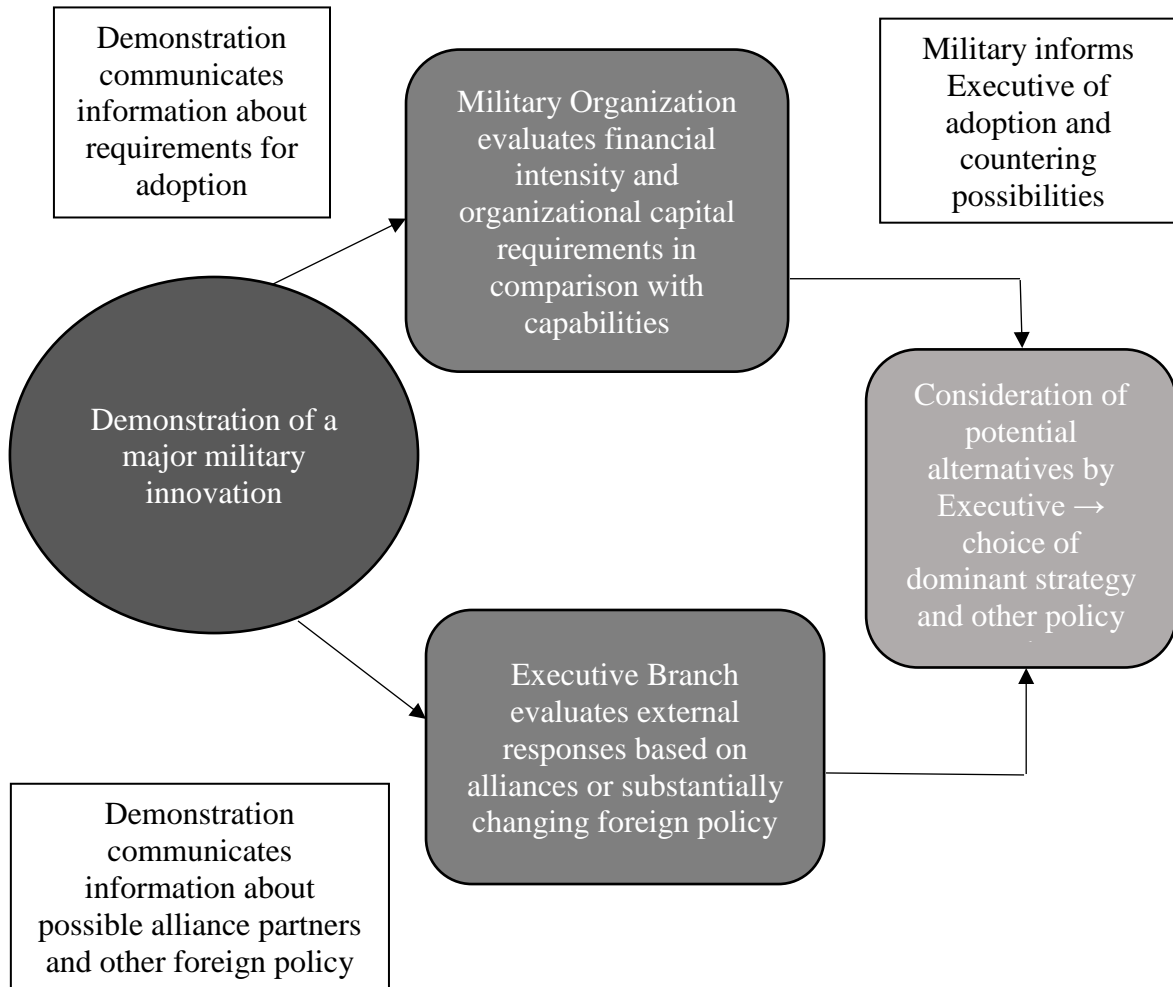 Demonstration
communicates
information about
requirements for
adoption
Military Organization
evaluates financial
intensity and
organizational capital
requirements in
comparison with
capabilities
Military informs
Executive of
adoption and
countering
possibilities
Demonstration of a
major military
innovation
Consideration of
potential
alternatives by
Executive →
choice of
dominant strategy
and other policy
Executive Branch
evaluates external
responses based on
alliances or substantially
changing foreign policy
Demonstration
communicates
information about
possible alliance partners
and other foreign policy